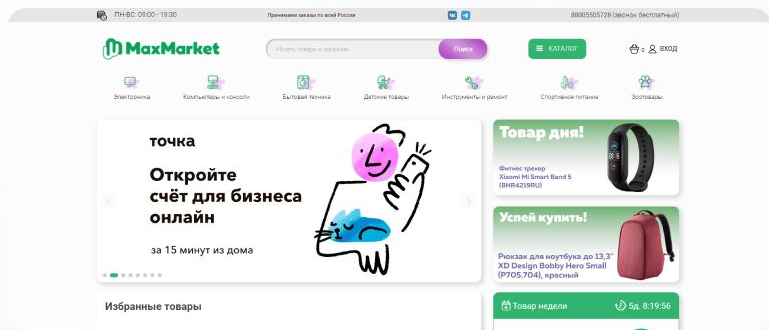 ПН-ВС: 09:00 - 19:30
Принимаем заказы по всей России
88005505728 (звонок бесплатный)
MaxMarket
Искать товары в магазине
Поиск
КАТАЛОГ
0
ВХОД
Электроника
Компьютеры и консоли
Бытовая техника
Детские товары
Инструменты и ремонт
Спортивное питание
Зоотовары
точка
Откройте
счёт для бизнеса
онлайн
за 15 минут из дома
Товар дня!
Фитнес трекер
Xiaomi Mi Smart Band 5
(BHR4219RU)
Успей купить!
Рюкзак для ноутбука до 13,3"
XD Design Bobby Hero Small
(P705.704), красный
Избранные товары
Товар недели
5д. 8:19:56